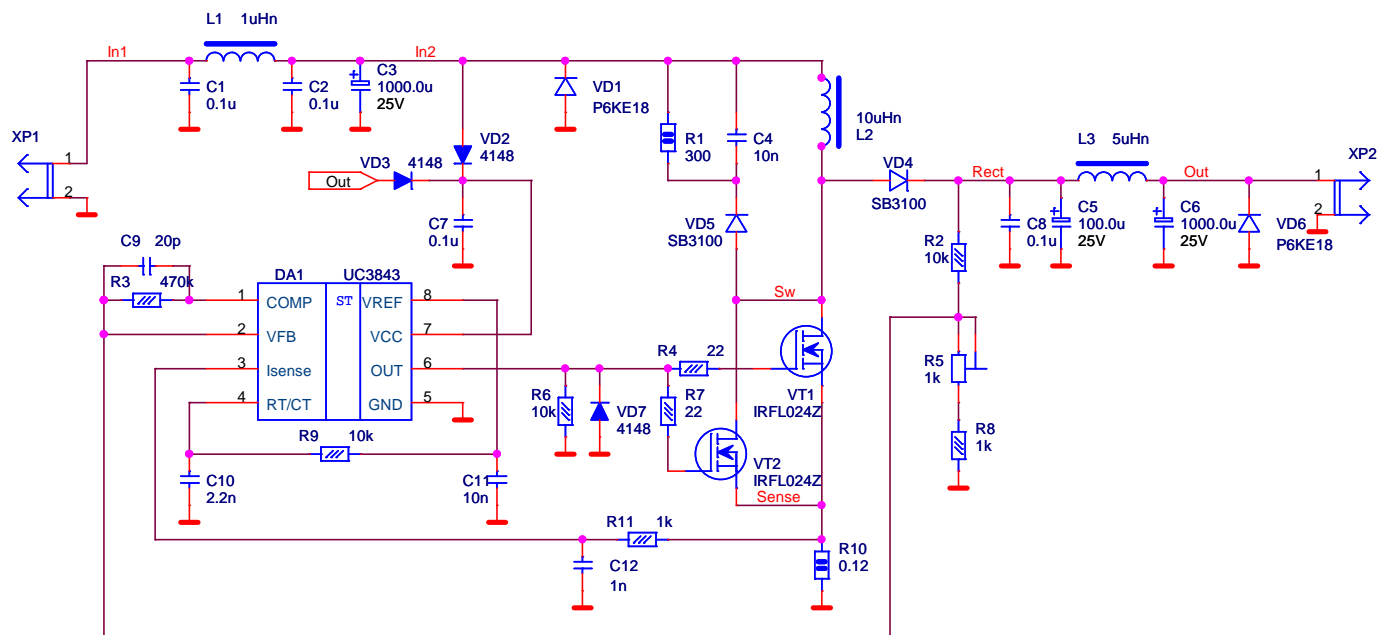 L1 1uHn
In1
In2
C1
0.1u
C2
0.1u
C3
1000.0u
25V
VD1
P6KE18
R1
300
C4
10n
10uHn
L2
XP1
1
2
VD2
4148
VD3 4148
Out
C7
0.1u
VD5
SB3100
VD4
SB3100
Rect
L3 5uHn
Out
XP2
1
2
C8
0.1u
C5
100.0u
25V
C6
1000.0u
25V
VD6
P6KE18
R2
10k
C9 20p
R3 470k
DA1 UC3843
ST
1 COMP
2 VFB
3 Isense
4 RT/CT
VREF 8
VCC 7
OUT 6
GND 5
Sw
R4 22
VT1
IRFL024Z
R6
10k
VD7
4148
R7
22
VT2
IRFL024Z
Sense
R5
1k
R8
1k
R9 10k
C10
2.2n
C11
10n
R11 1k
C12
1n
R10
0.12